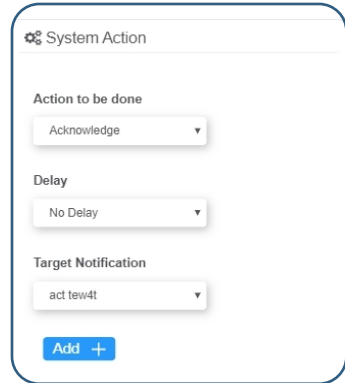 System Action
Action to be done
Acknowledge
Delay
No Delay
Target Notification
act tew4t
Add +